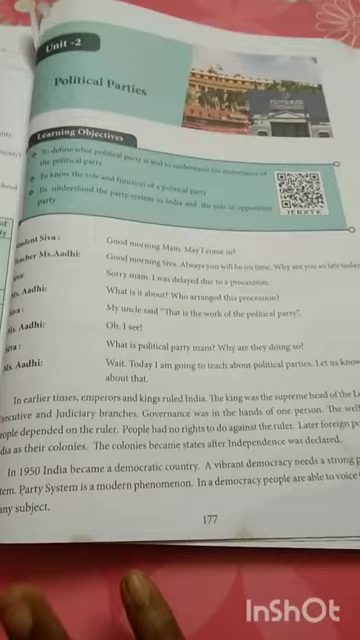 Unit -2
Political Parties
Learning Objectives
To define what political party is and to understand the importance of
the political party
To know the role and function of a political party
To understand the party system in India and the role of opposition
party
JERXYK
Student Siva :
Good morning Mam. May I come in?
Teacher Ms.Aadhi:
Good morning Siva. Always you will be on time. Why are you so late today
Siva:
Sorry mam. I was delayed due to a procession.
Ms. Aadhi:
What is it about? Who arranged this procession?
Siva :
My uncle said "That is the work of the political party".
Ms. Aadhi:
Oh. I see!
Siva :
What is political party mam? Why are they doing so?
Ms. Aadhi:
Wait. Today I am going to teach about political parties. Let us know
about that.
In earlier times, emperors and kings ruled India. The king was the supreme head of the
Executive and Judiciary branches. Governance was in the hands of one person. The
people depended on the ruler. People had no rights to do against the ruler. Later foreign
as their colonies. The colonies became states after Independence was declared.
In 1950 India became a democratic country. A vibrant democracy needs a strong
Party System is a modern phenomenon. In a democracy people are able to voice
any subject.
177
InShOt